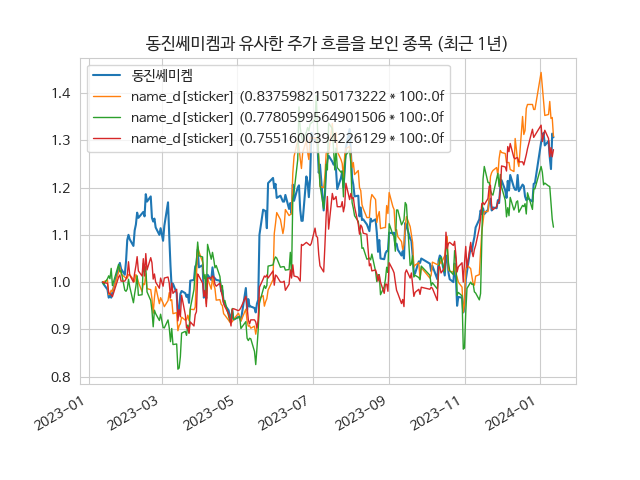 동진쎄미켐과 유사한 주가 흐름을 보인 종목 (최근 1년)
동진쎄미켐
name_d[sticker] (0.8375982150173222 * 100:.0f
name_d[sticker] (0.7780599564901506 * 100:.0f
name_d[sticker] (0.7551600394226129 * 100:.0f
1.4
1.3
1.2
1.1
1.0
0.9
0.8
2023-01
2023-03
2023-05
2023-07
2023-09
2023-11
2024-01